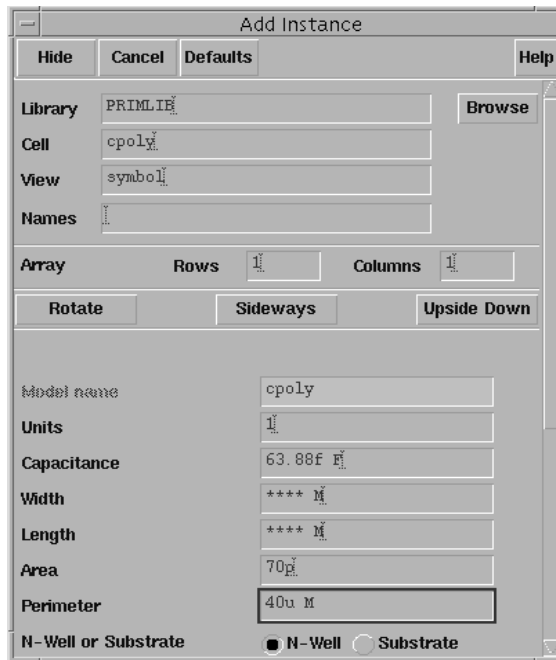 Add Instance
Hide Cancel Defaults Help
Library PRIMLIB Browse
Cell cpoly
View symbol
Names
Array Rows 1 Columns 1
Rotate Sideways Upside Down
Model name cpoly
Units 1
Capacitance 63.88f F
Width **** M
Length **** M
Area 70p
Perimeter 40u M
N-Well or Substrate N-Well Substrate